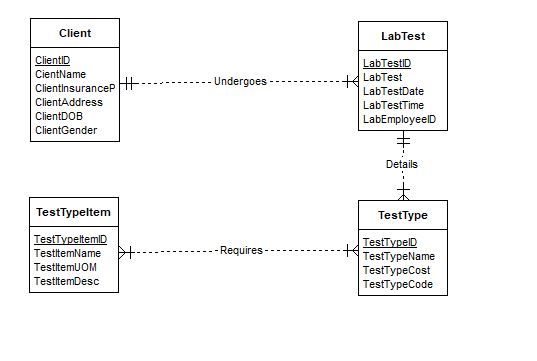 Client
ClientID
CientName
ClientInsuranceP
ClientAddress
ClientDOB
ClientGender
Undergoes
LabTest
LabTestID
LabTest
LabTestDate
LabTestTime
LabEmployeeID
Details
TestTypeItem
TestTypeItemID
TestItemName
TestItemUOM
TestItemDesc
Requires
TestType
TestTypeID
TestTypeName
TestTypeCost
TestTypeCode